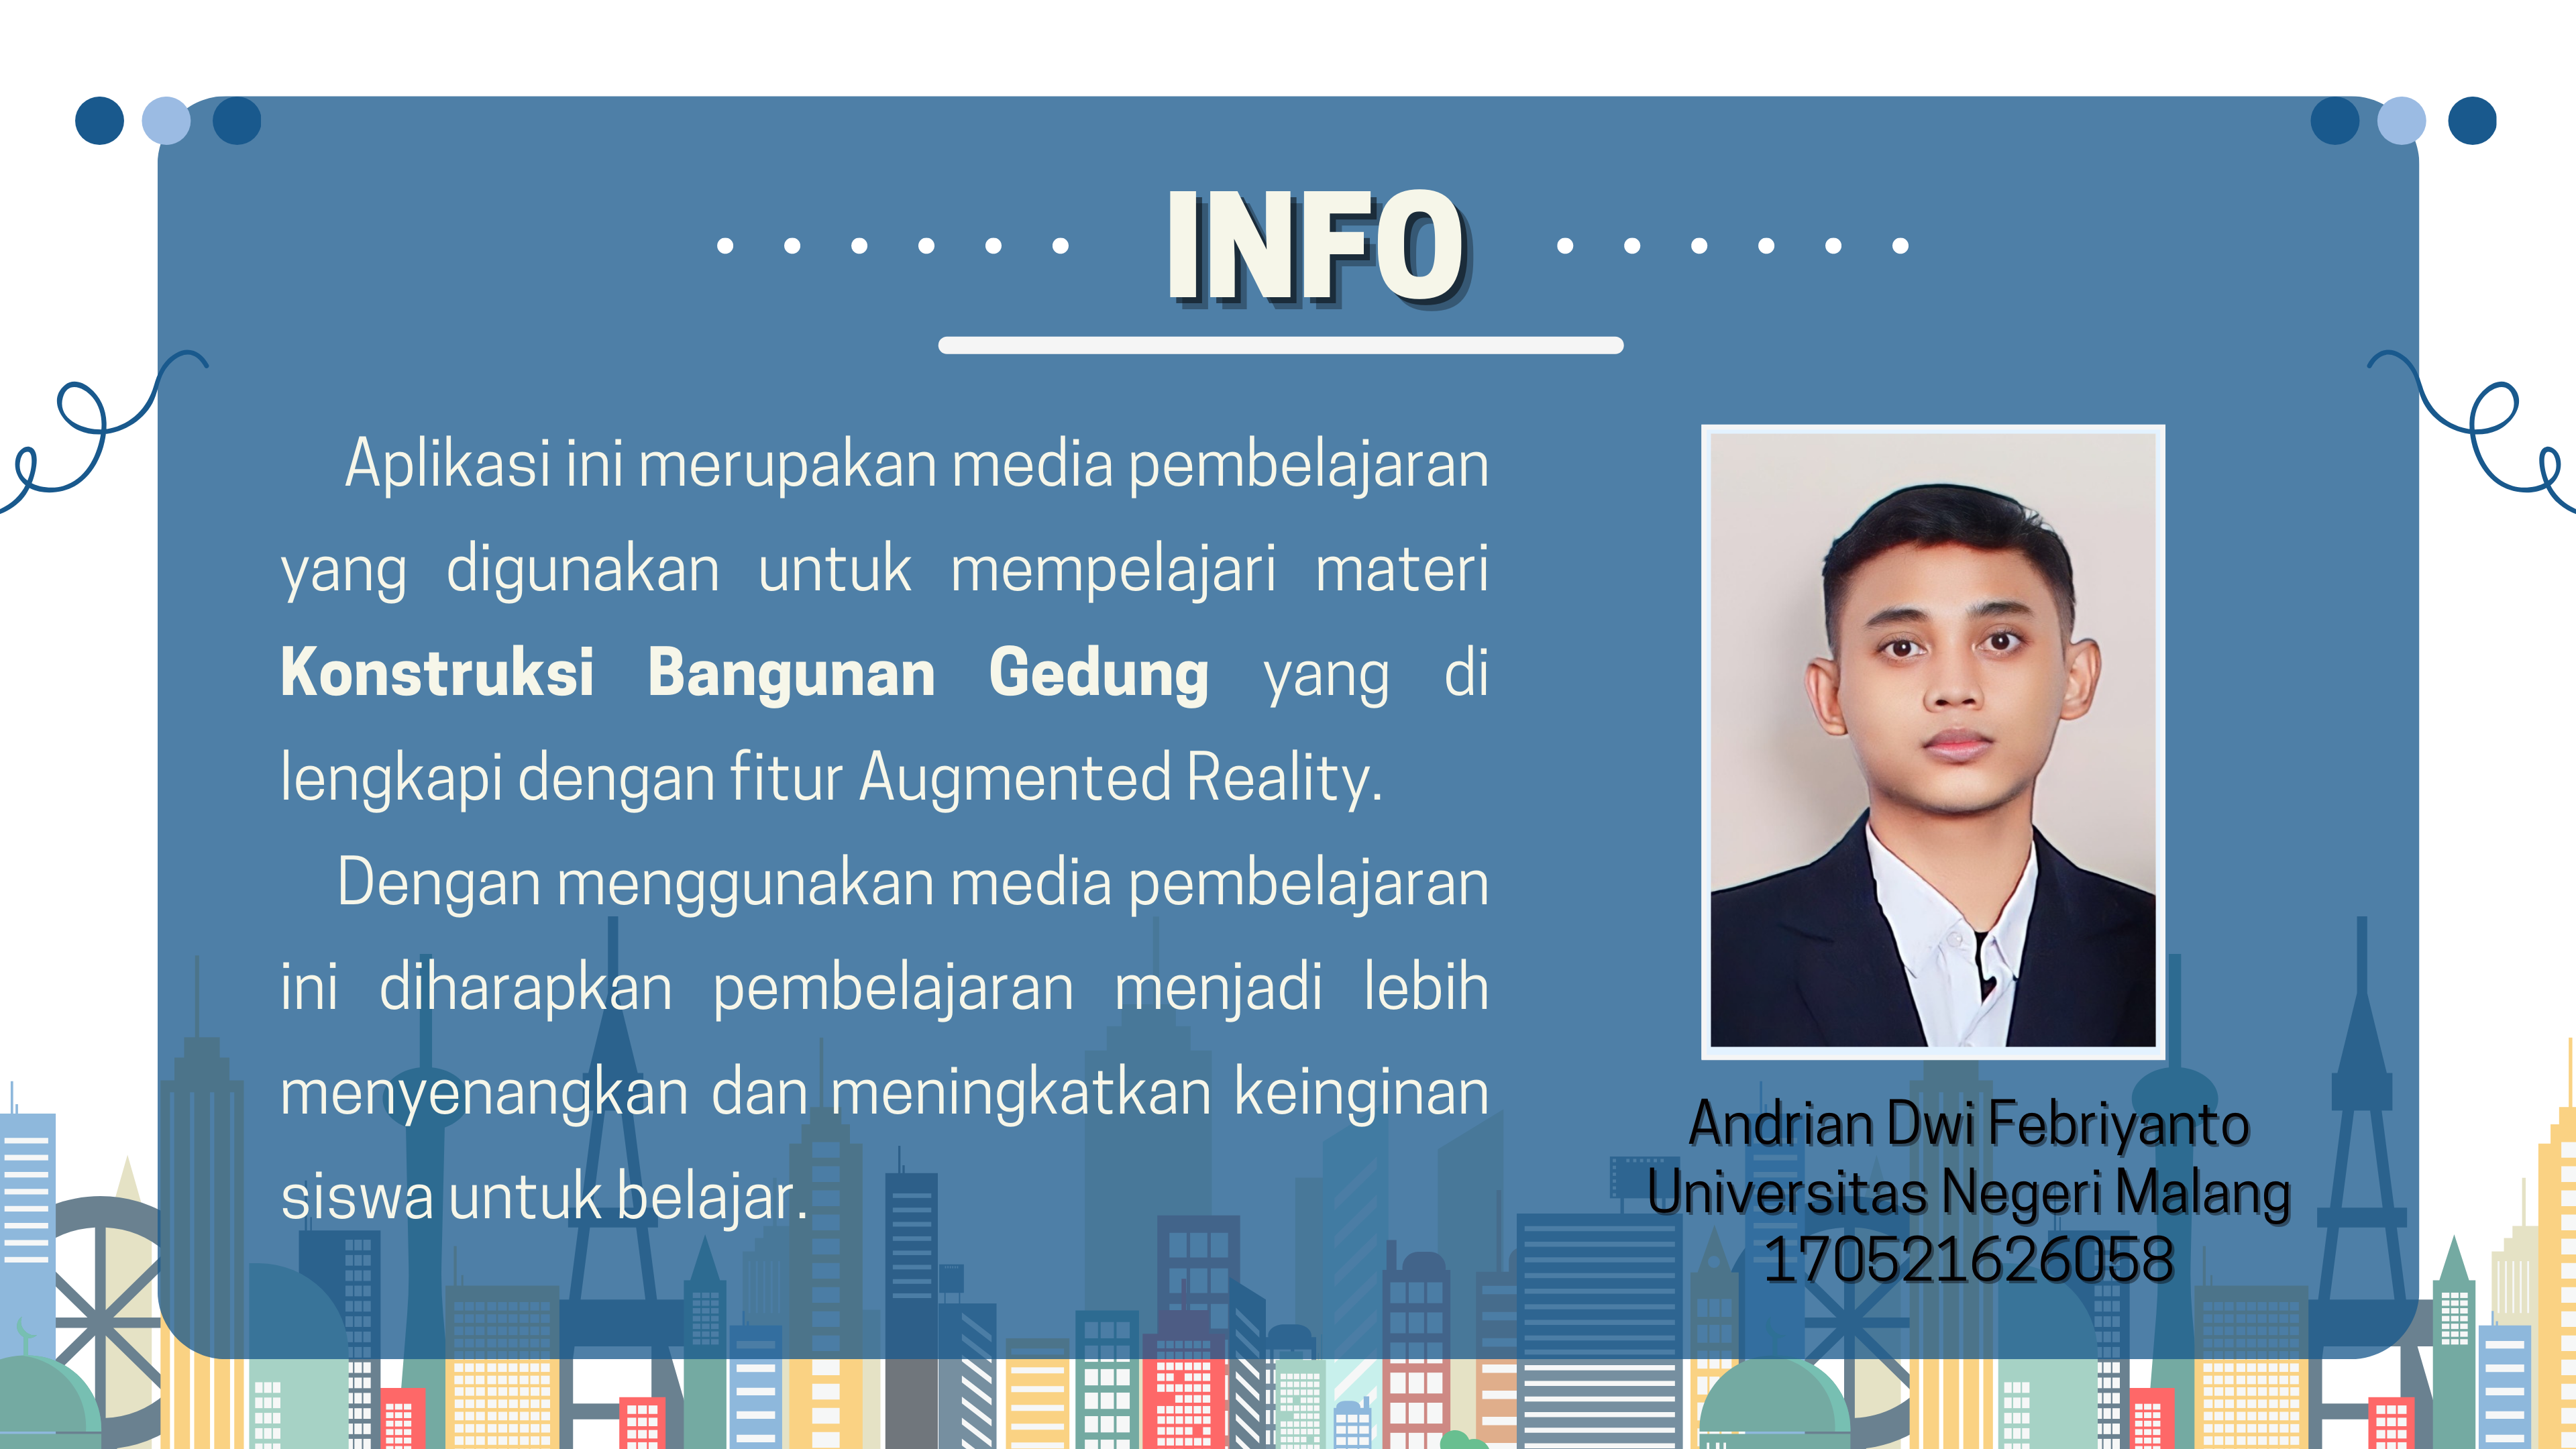 INFO
Aplikasi ini merupakan media pembelajaran
yang digunakan untuk mempelajari materi
Konstruksi Bangunan Gedung yang di
lengkapi dengan fitur Augmented Reality.
Dengan menggunakan media pembelajaran
ini diharapkan pembelajaran menjadi lebih
menyenangkan dan meningkatkan keinginan
siswa untuk belajar.
Andrian Dwi Febriyanto
Universitas Negeri Malang
170521626058